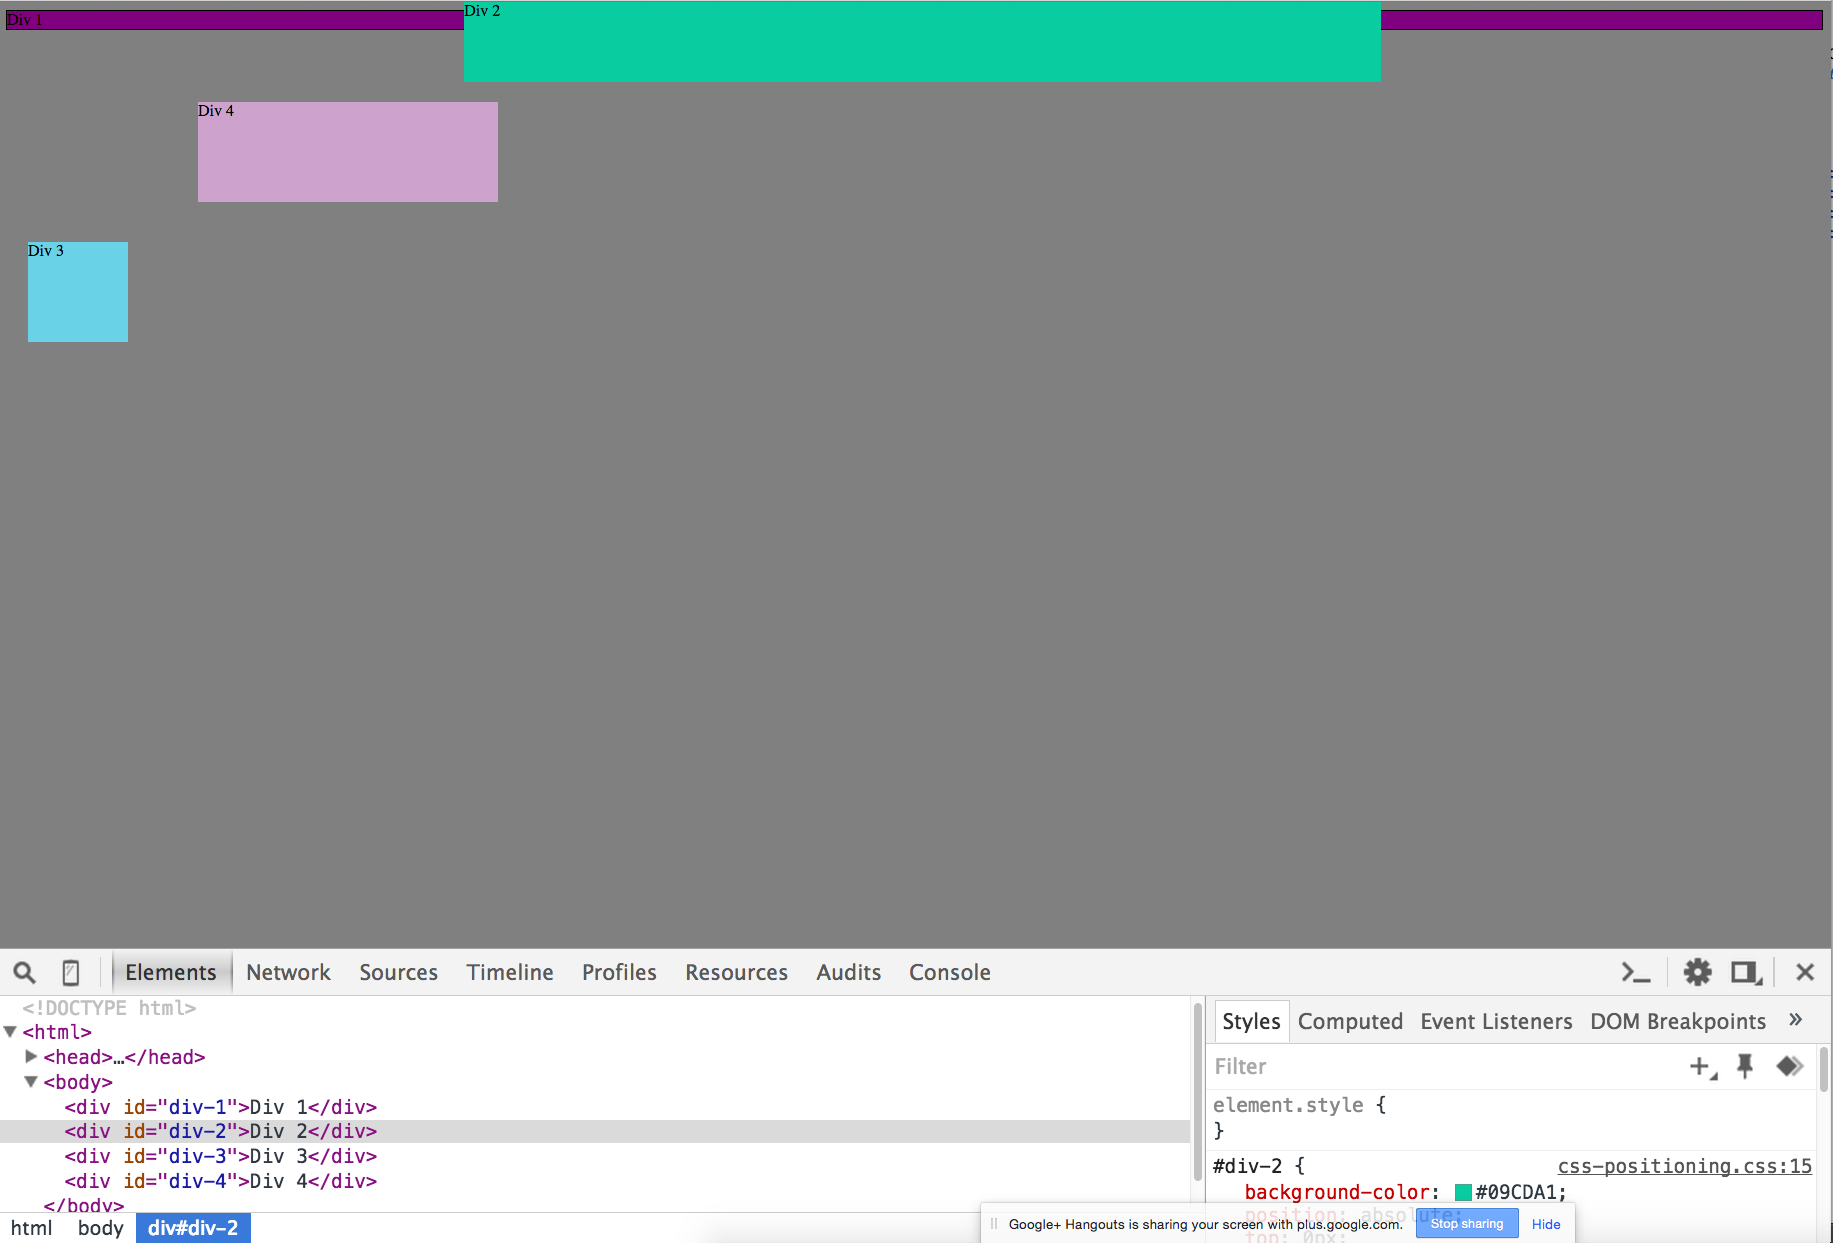 Div 1
Div 2
Div 4
Div 3
Elements Network Sources Timeline Profiles Resources Audits Console
<!DOCTYPE html>
<html>
<head>…</head>
<body>
<div id="div-1">Div 1</div>
<div id="div-2">Div 2</div>
<div id="div-3">Div 3</div>
<div id="div-4">Div 4</div>
</body>
html body div#div-2
Styles Computed Event Listeners DOM Breakpoints »
Filter
element.style {
}
#div-2 { css-positioning.css:15
background-color: #09CDA1;
position: absolute;
top: 0px;
Google+ Hangouts is sharing your screen with plus.google.com. Stop sharing Hide